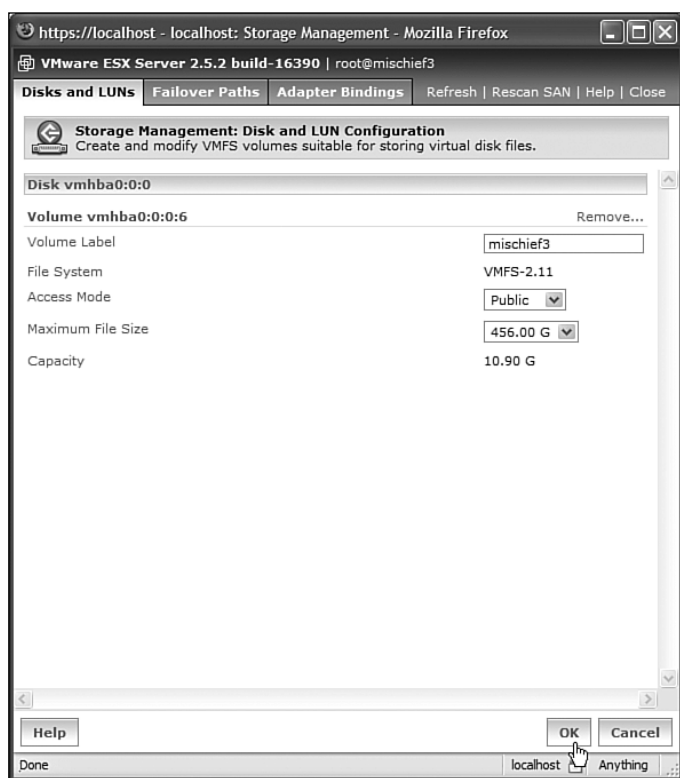 https://localhost - localhost: Storage Management - Mozilla Firefox
VMware ESX Server 2.5.2 build-16390 | root@mischief3
Disks and LUNs Failover Paths Adapter Bindings Refresh | Rescan SAN | Help | Close
Storage Management: Disk and LUN Configuration
Create and modify VMFS volumes suitable for storing virtual disk files.
Disk vmhba0:0:0
Volume vmhba0:0:0:6 Remove...
Volume Label mischief3
File System VMFS-2.11
Access Mode Public
Maximum File Size 456.00 G
Capacity 10.90 G
Help OK Cancel
Done localhost Anything